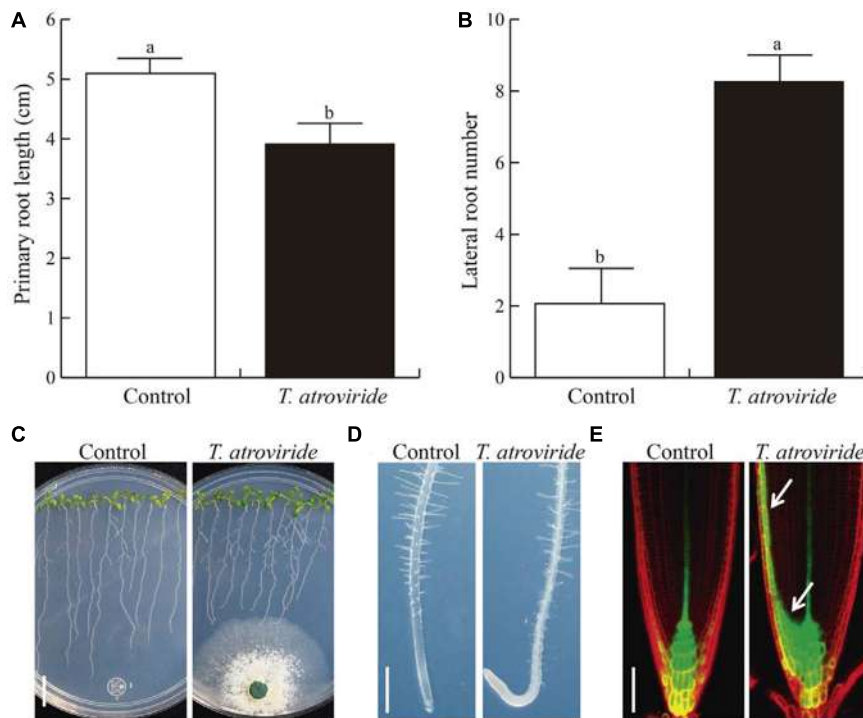 A
Primary root length (cm)
6
5
4
3
2
1
0
a
b
Control
T. atroviride
B
Lateral root number
10
8
6
4
2
0
b
a
Control
T. atroviride
C
Control
T. atroviride
D
Control
T. atroviride
E
Control
T. atroviride